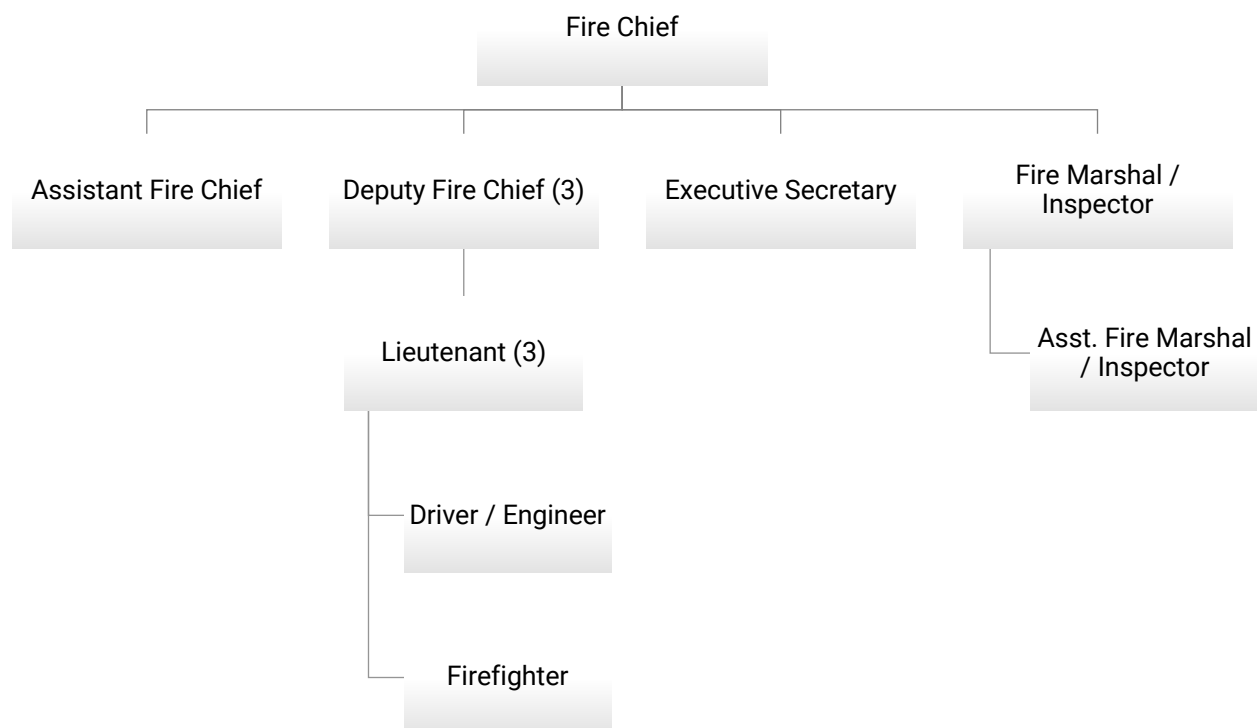 Fire Chief
Assistant Fire Chief
Deputy Fire Chief (3)
Executive Secretary
Fire Marshal /
Inspector
Lieutenant (3)
Asst. Fire Marshal
/ Inspector
Driver / Engineer
Firefighter